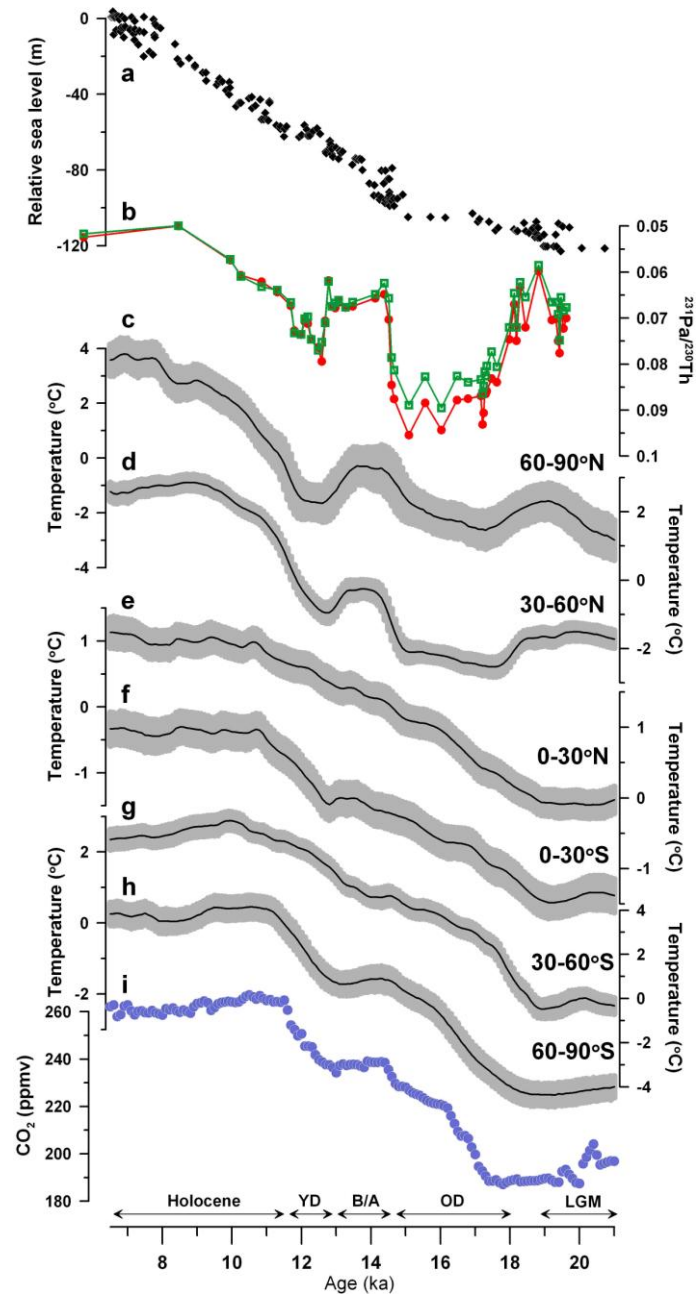 0
-40
-80
-120
Relative sea level (m)
a
b
0.05
0.06
0.07
0.08
0.09
0.1
231Pa/230Th
c
4
2
0
-2
-4
Temperature (°C)
60-90°N
d
2
0
-2
Temperature (°C)
30-60°N
e
1
0
-1
Temperature (°C)
0-30°N
f
1
0
-1
Temperature (°C)
0-30°S
g
2
0
-2
Temperature (°C)
30-60°S
h
4
2
0
-2
-4
Temperature (°C)
60-90°S
i
260
240
220
200
180
CO2 (ppmv)
Holocene YD B/A OD LGM
8 10 12 14 16 18 20
Age (ka)